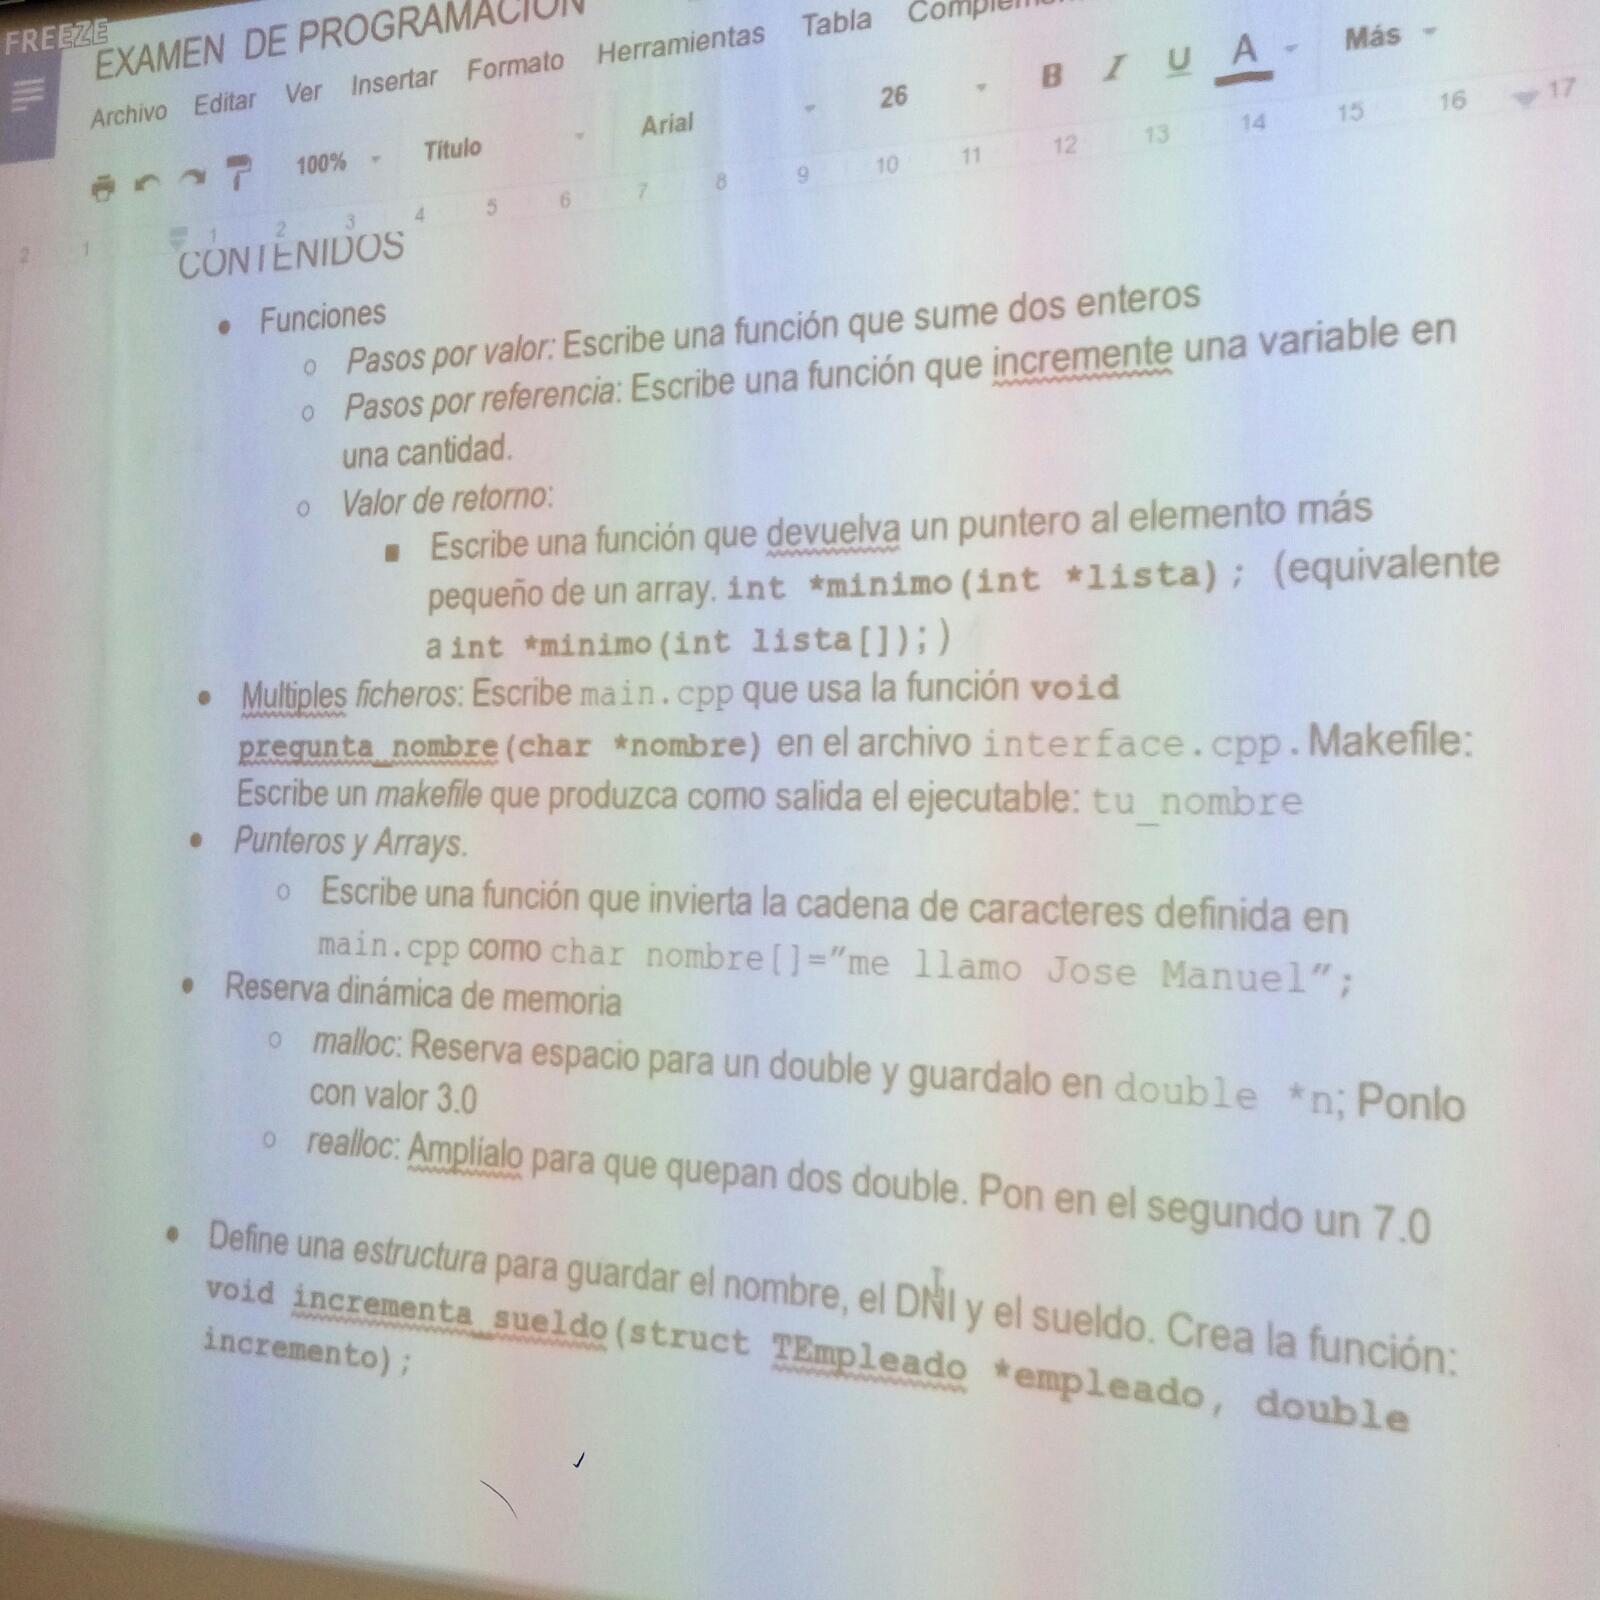 FREEZE
EXAMEN DE PROGRAMACIÓN
Archivo Editar Ver Insertar Formato Herramientas Tabla
100% Título Arial 26 B I U A Más
2 1 1 2 3 4 5 6 7 8 9 10 11 12 13 14 15 16 17
CONTENIDOS
● Funciones
○ Pasos por valor: Escribe una función que sume dos enteros
○ Pasos por referencia: Escribe una función que incremente una variable en
una cantidad.
○ Valor de retorno:
■ Escribe una función que devuelva un puntero al elemento más
pequeño de un array. int *minimo(int *lista); (equivalente
a int *minimo(int lista[]);)
● Multiples ficheros: Escribe main.cpp que usa la función void
pregunta_nombre(char *nombre) en el archivo interface.cpp. Makefile:
Escribe un makefile que produzca como salida el ejecutable: tu_nombre
● Punteros y Arrays.
○ Escribe una función que invierta la cadena de caracteres definida en
main.cpp como char nombre[]=”me llamo Jose Manuel”;
● Reserva dinámica de memoria
○ malloc: Reserva espacio para un double y guardalo en double *n; Ponlo
con valor 3.0
○ realloc: Amplíalo para que quepan dos double. Pon en el segundo un 7.0
● Define una estructura para guardar el nombre, el DNI y el sueldo. Crea la función:
void incrementa_sueldo(struct TEmpleado *empleado, double
incremento);